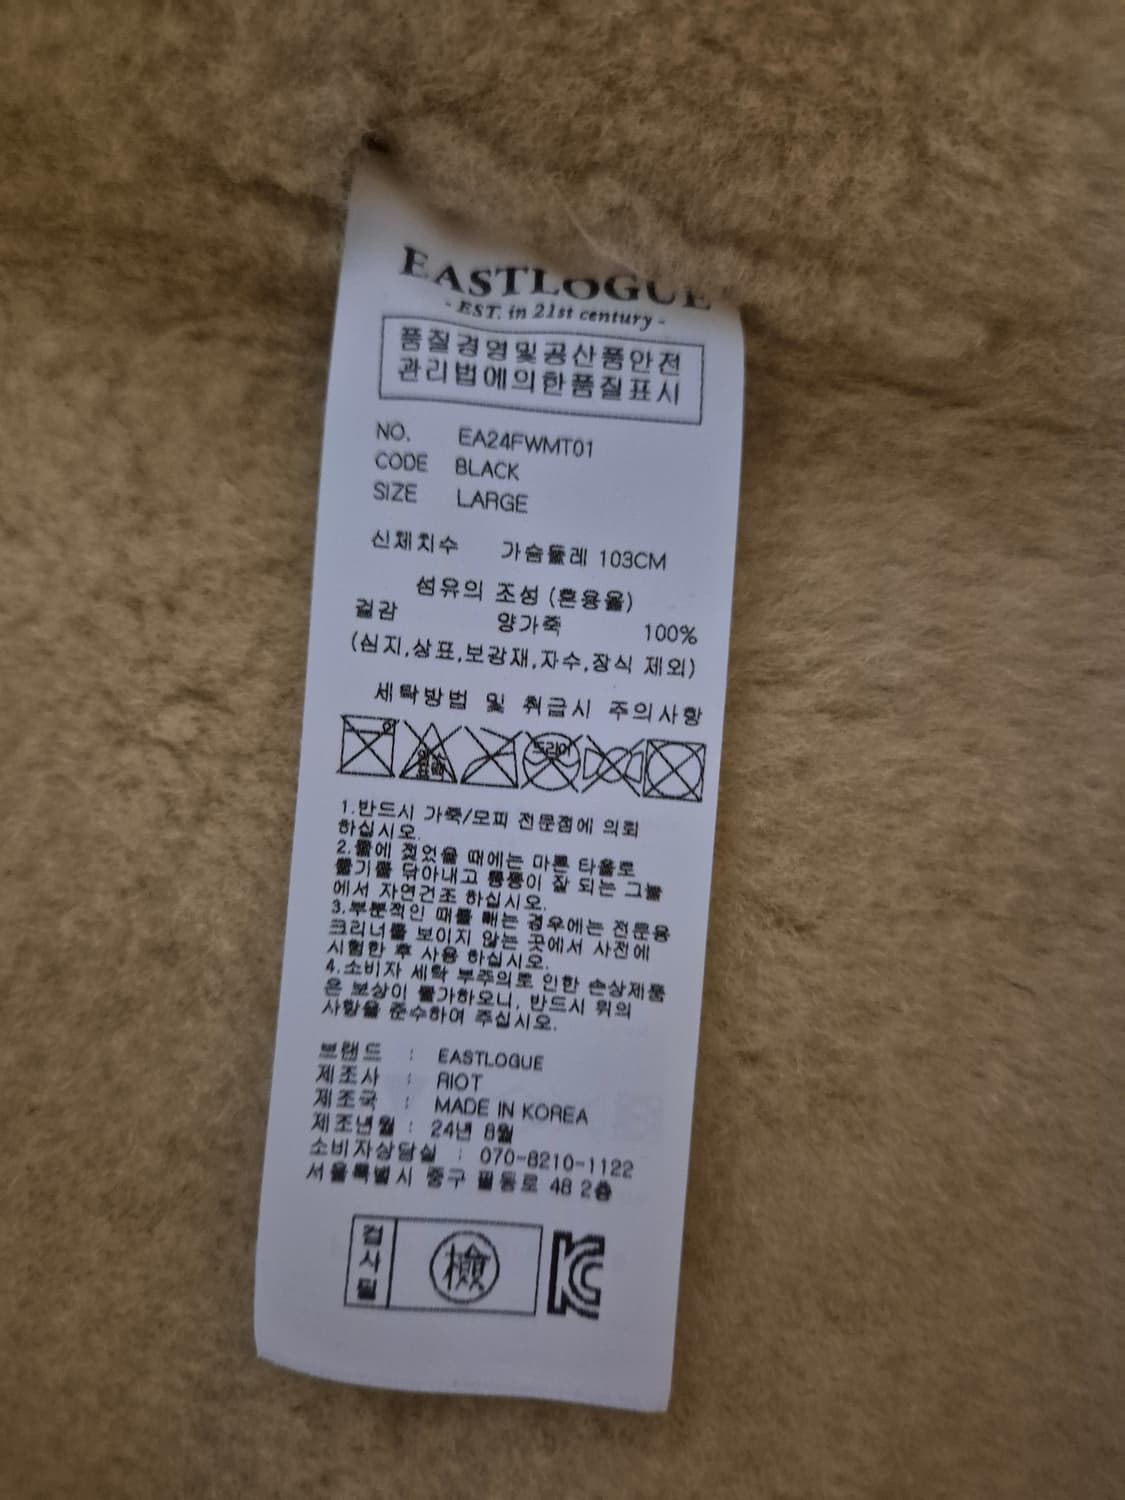 EASTLOGUE
- EST. in 21st century -
품질경영및공산품안전
관리법에의한품질표시
NO. EA24FWMT01
CODE BLACK
SIZE LARGE
신체치수 가슴둘레 103CM
섬유의 조성 (혼용율)
겉감 양가죽 100%
(심지,상표,보강재,자수,장식 제외)
세탁방법 및 취급시 주의사항
드라이
1.반드시 가죽/모피 전문점에 의뢰
하십시오.
2.물에 젖었을 때에는 마른 타올로
물기를 닦아내고 통풍이 잘 되는 그늘
에서 자연건조 하십시오.
3.부분적인 때를 빼는 경우에는 전문용
크리너를 보이지 않는 곳에서 사전에
시험한 후 사용 하십시오.
4.소비자 세탁 부주의로 인한 손상제품
은 보상이 불가하오니, 반드시 위의
사항을 준수하여 주십시오.
브랜드 : EASTLOGUE
제조사 : RIOT
제조국 : MADE IN KOREA
제조년월 : 24년 8월
소비자상담실 : 070-8210-1122
서울특별시 중구 필동로 48 2층
검사필
檢
KC